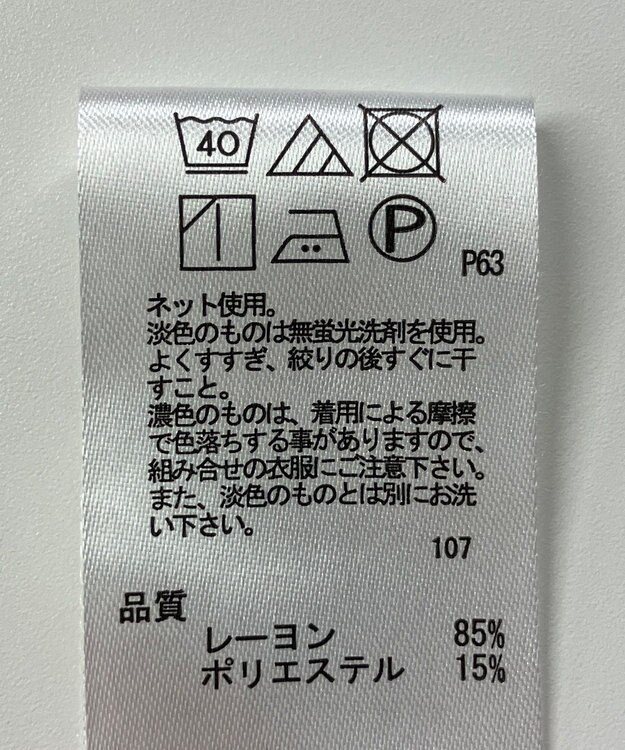 40
P
P63
ネット使用。
淡色のものは無蛍光洗剤を使用。
よくすすぎ、絞りの後すぐに干
すこと。
濃色のものは、着用による摩擦
で色落ちする事がありますので、
組み合せの衣服にご注意下さい。
また、淡色のものとは別にお洗
い下さい。
107
品質
レーヨン 85%
ポリエステル 15%